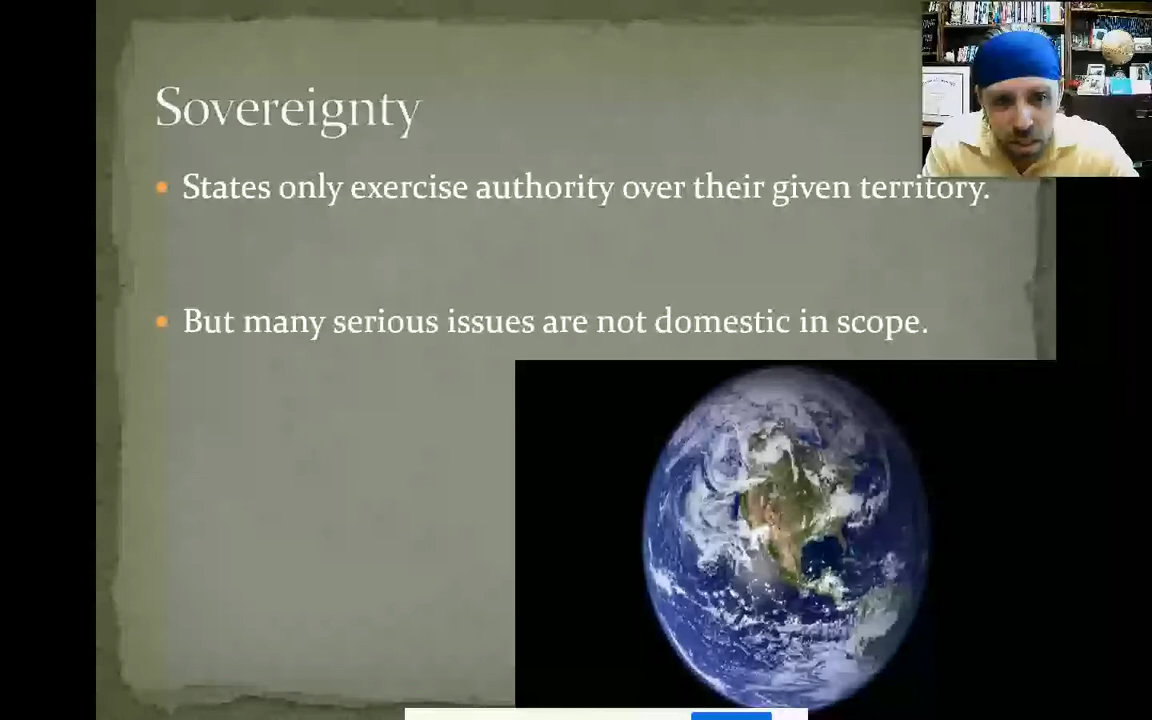 Sovereignty
• States only exercise authority over their given territory.
• But many serious issues are not domestic in scope.